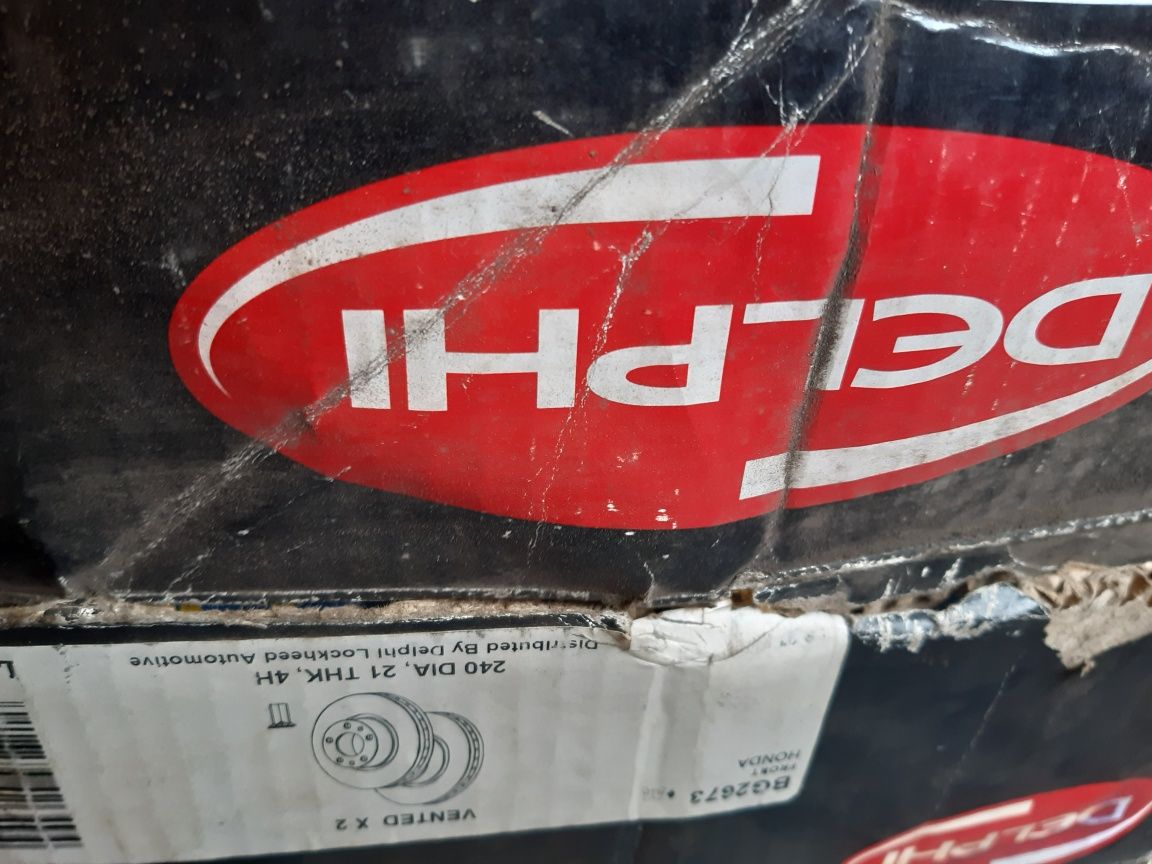 DELPHI
BG2673
FRONT
HONDA
VENTED X 2
240 DIA, 21 THK, 4H
Distributed By Delphi Lockheed Automotive
L
DELPHI